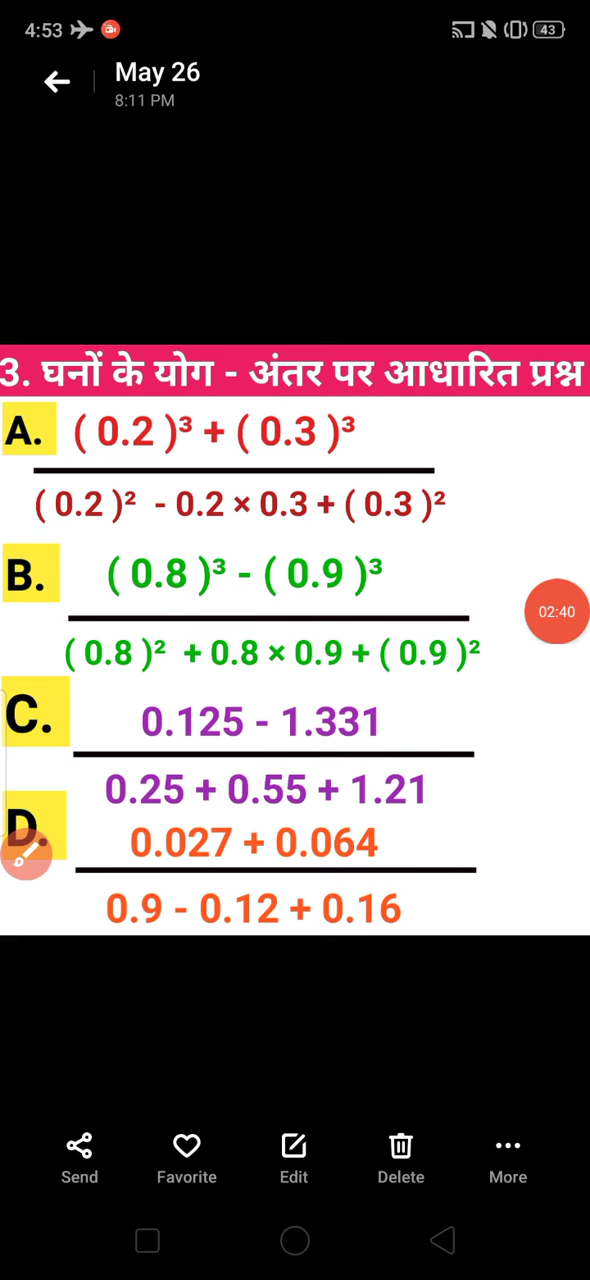 4:53
43
May 26
8:11 PM
3. घनों के योग - अंतर पर आधारित प्रश्न
A. ( 0.2 )³ + ( 0.3 )³
( 0.2 )² - 0.2 × 0.3 + ( 0.3 )²
B. ( 0.8 )³ - ( 0.9 )³
02:40
( 0.8 )² + 0.8 × 0.9 + ( 0.9 )²
C. 0.125 - 1.331
0.25 + 0.55 + 1.21
D. 0.027 + 0.064
0.9 - 0.12 + 0.16
Send Favorite Edit Delete More